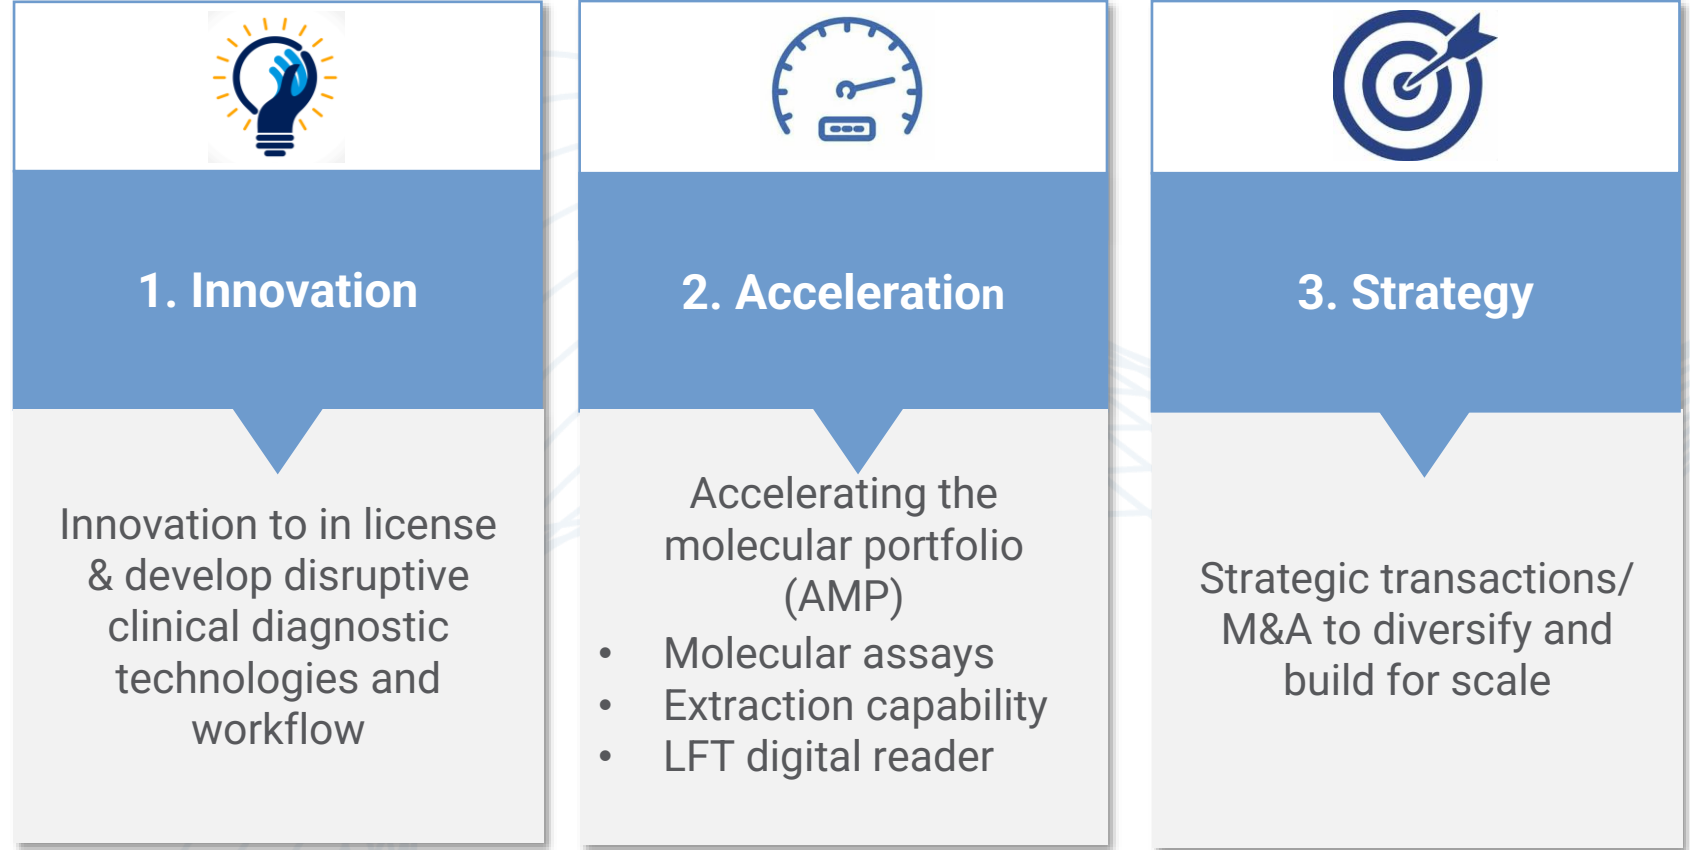 1. Innovation
Innovation to in license
& develop disruptive
clinical diagnostic
technologies and
workflow
2. Acceleration
Accelerating the
molecular portfolio
(AMP)
• Molecular assays
• Extraction capability
• LFT digital reader
3. Strategy
Strategic transactions/
M&A to diversify and
build for scale